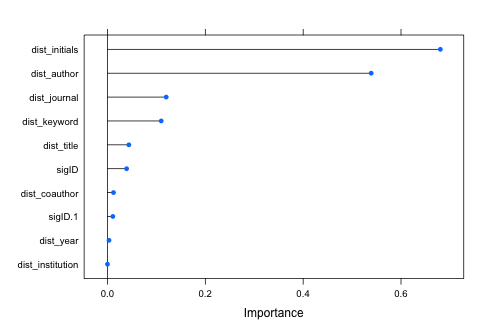 dist_initials
dist_author
dist_journal
dist_keyword
dist_title
sigID
dist_coauthor
sigID.1
dist_year
dist_institution
0.0 0.2 0.4 0.6
Importance